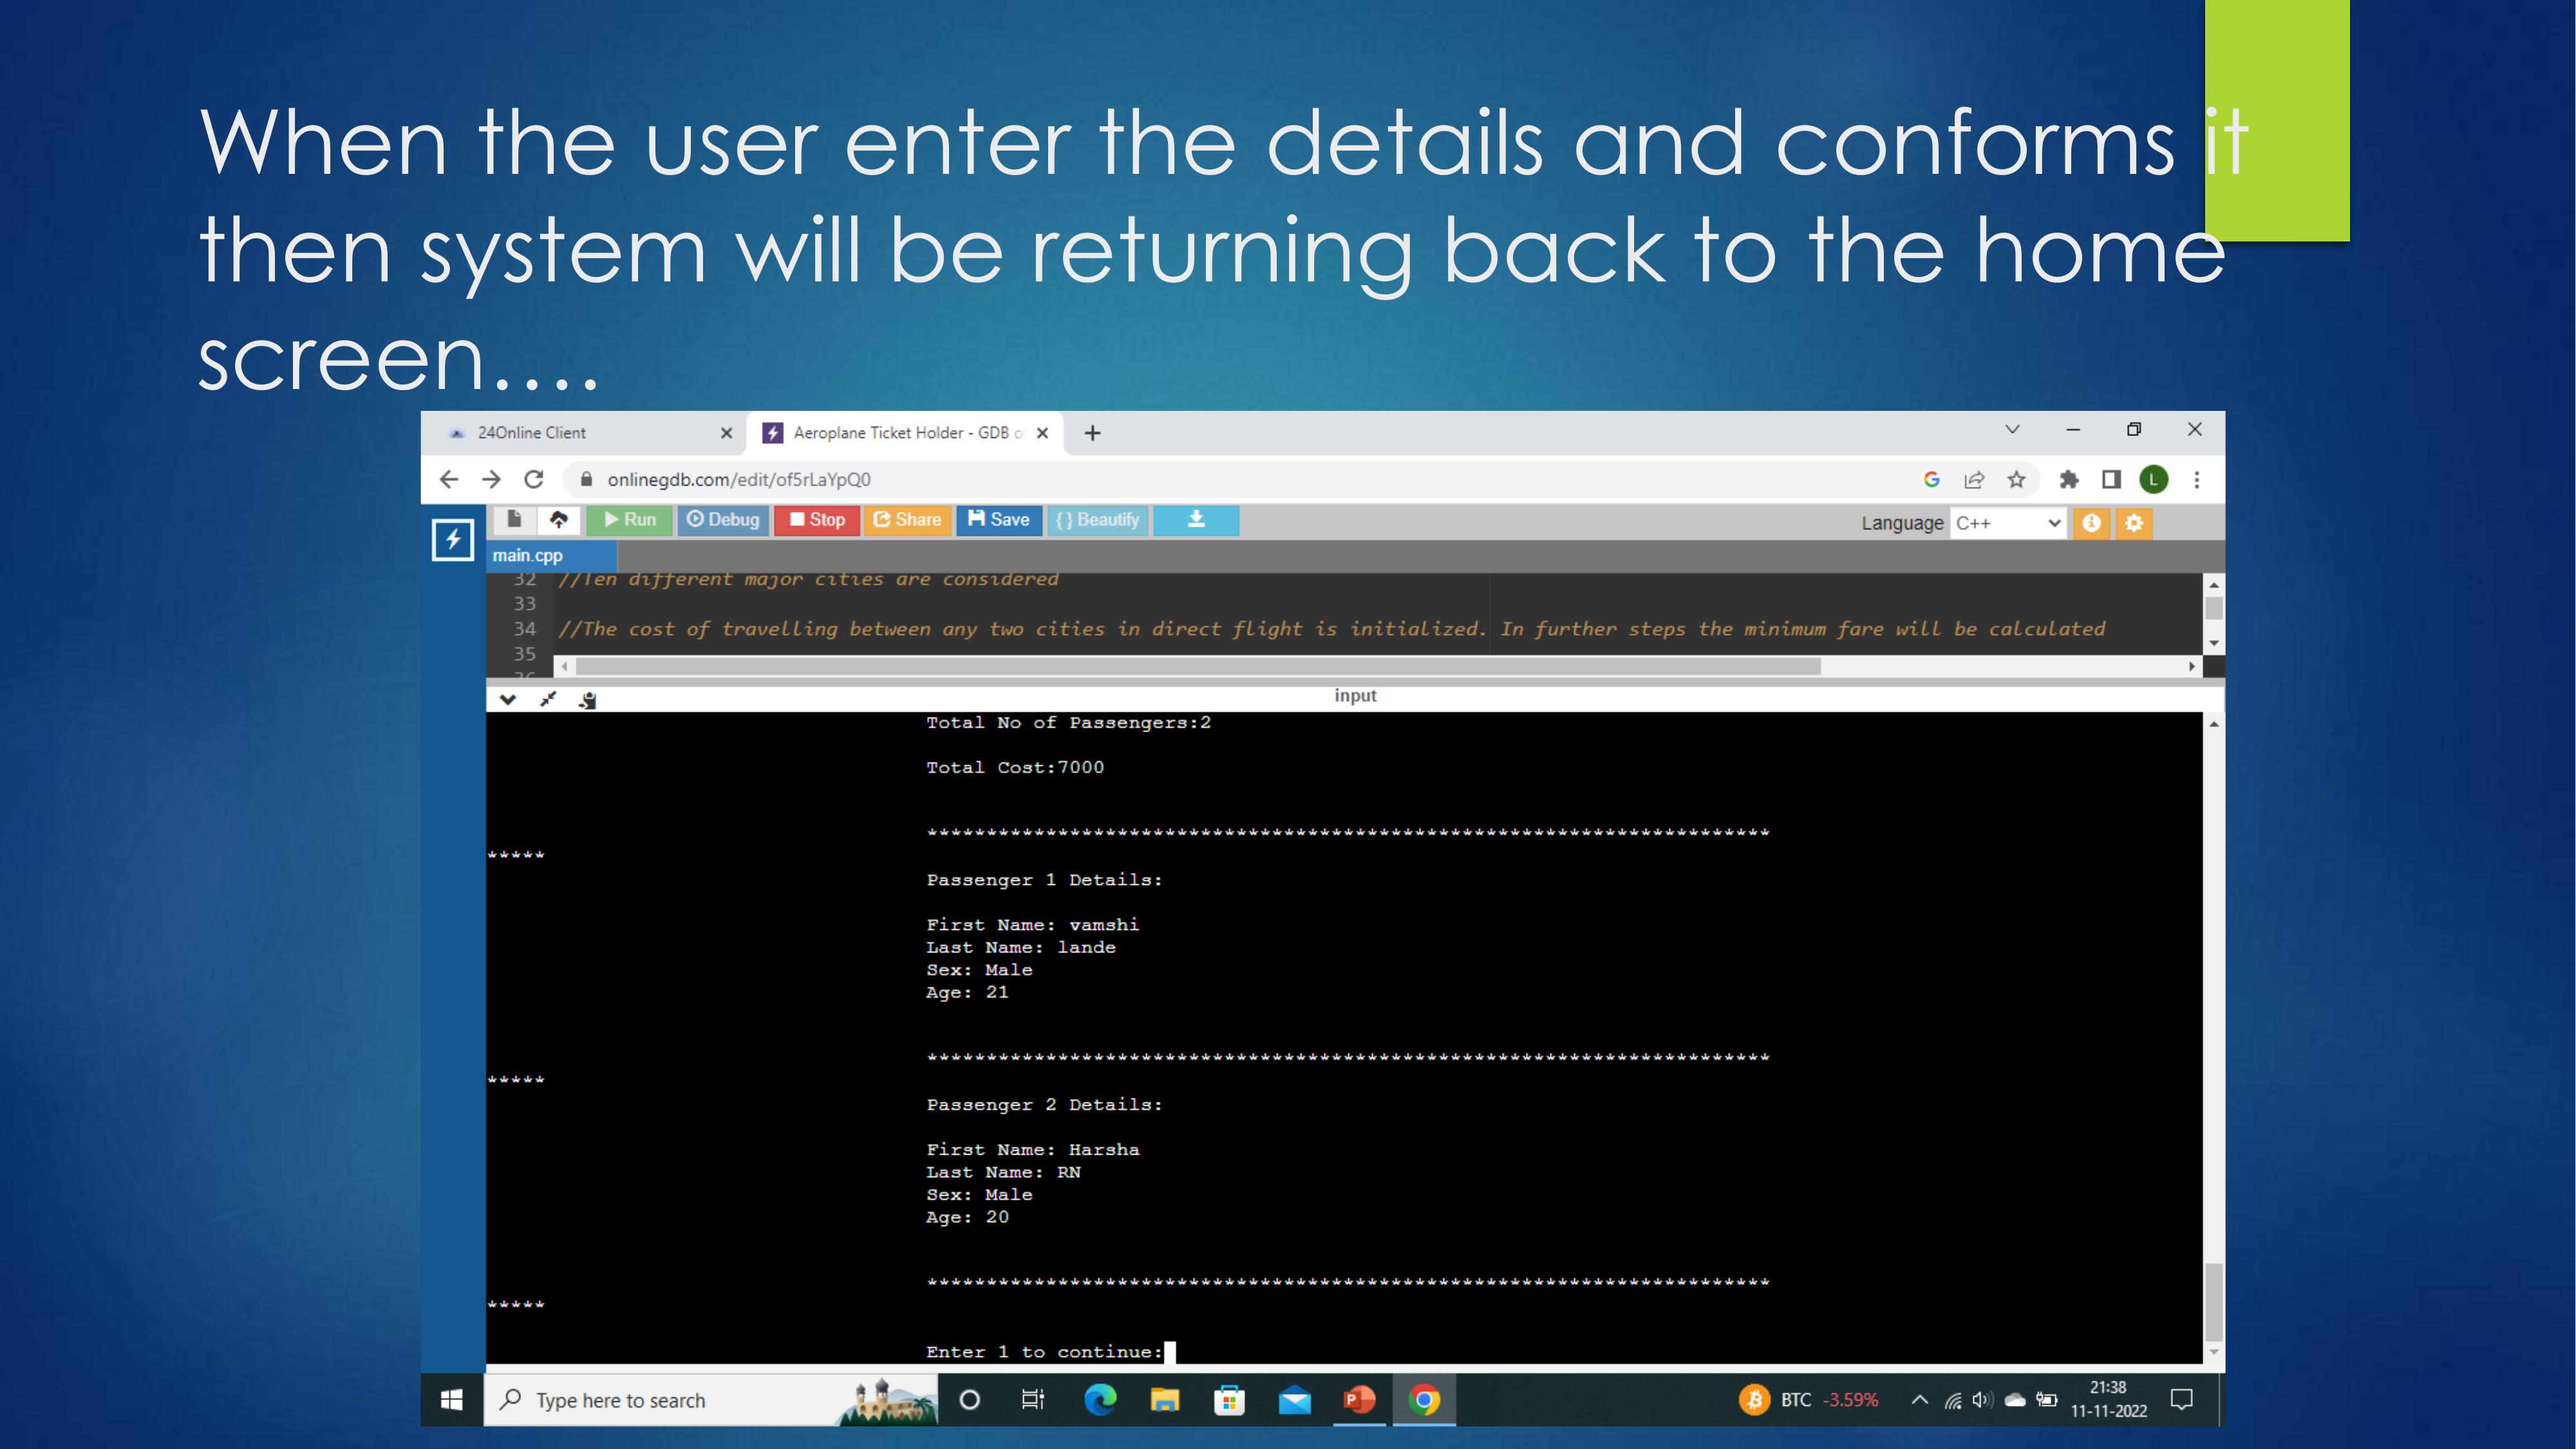 When the user enter the details and conforms it
then system will be returning back to the home
screen....
24Online Client
Aeroplane Ticket Holder - GDB o
onlinegdb.com/edit/of5rLaYpQ0
G
L
Run
Debug
Stop
Share
Save
{} Beautify
Language C++
main.cpp
32 //Ten different major cities are considered
33
34 //The cost of travelling between any two cities in direct flight is initialized. In further steps the minimum fare will be calculated
35
input
Total No of Passengers:2
Total Cost:7000
***********************************************************************
*****
Passenger 1 Details:
First Name: vamshi
Last Name: lande
Sex: Male
Age: 21
***********************************************************************
*****
Passenger 2 Details:
First Name: Harsha
Last Name: RN
Sex: Male
Age: 20
***********************************************************************
*****
Enter 1 to continue:
Type here to search
BTC -3.59%
21:38
11-11-2022